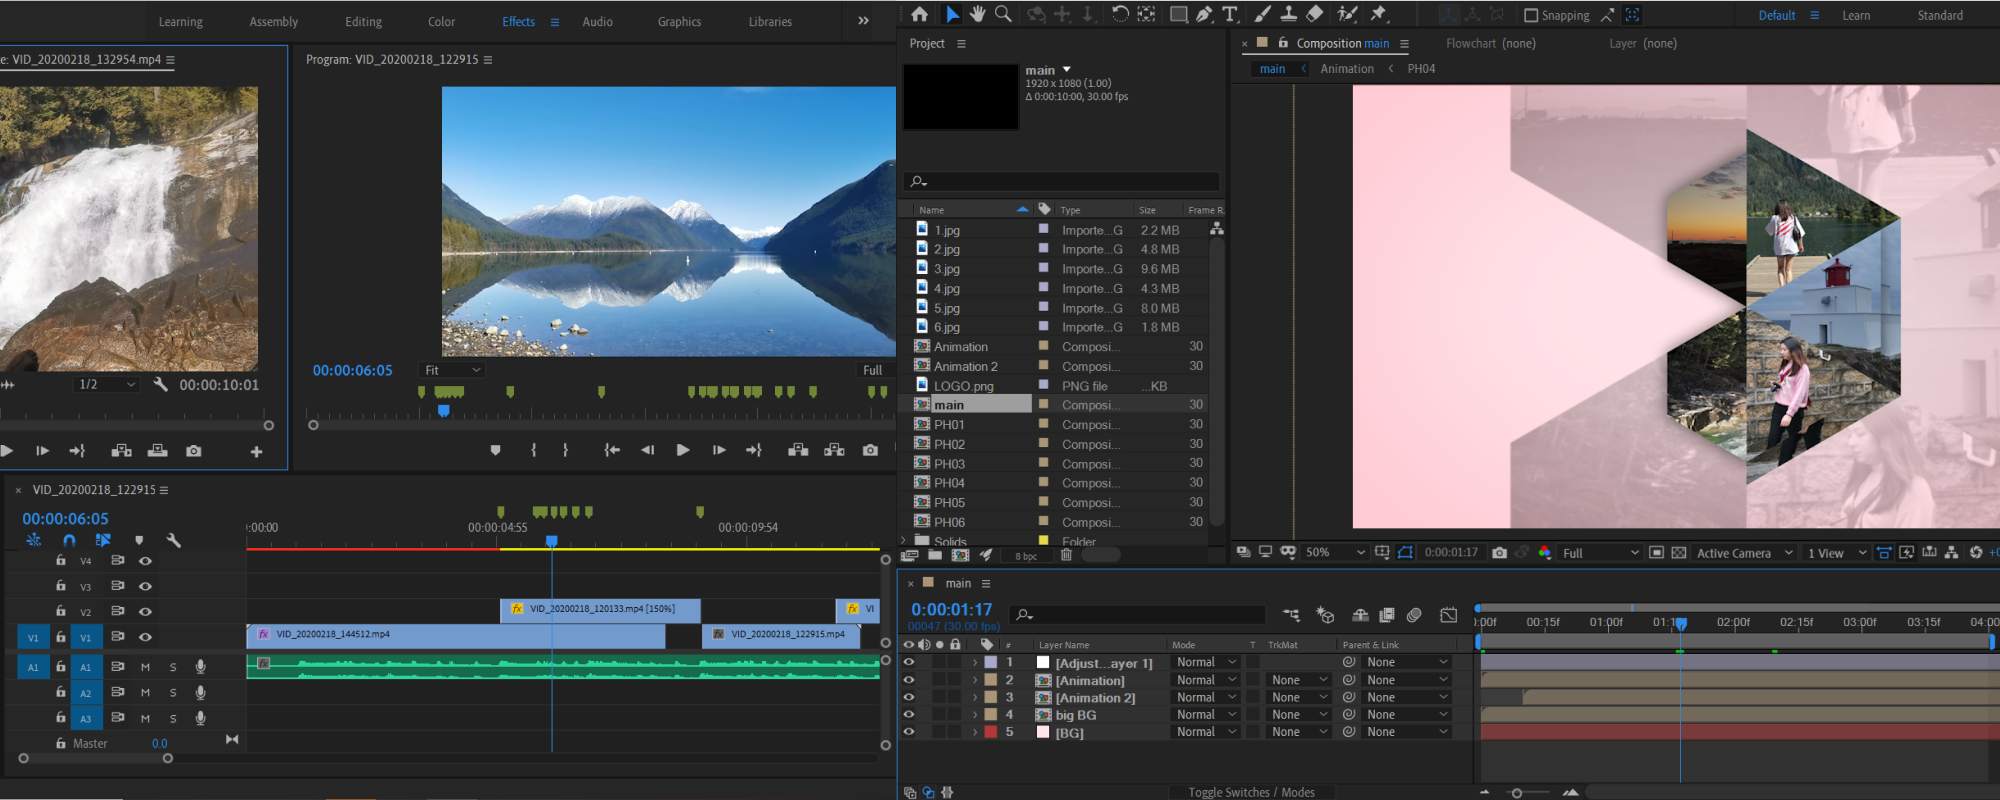 Learning Assembly Editing Color Effects Audio Graphics Libraries
e: VID_20200218_132954.mp4
Program: VID_20200218_122915
1/2 00:00:10:01
00:00:06:05 Fit Full
VID_20200218_122915
00:00:06:05
:00:00 00:00:04:55 00:00:09:54
V4
V3
V2 VID_20200218_120133.mp4 [150%] VI
V1 V1 VID_20200218_144512.mp4 VID_20200218_122915.mp4
A1 A1 M S
A2 M S
A3 M S
Master 0.0
Snapping Default Learn Standard
Project
main
1920 x 1080 (1.00)
Δ 0:00:10:00, 30.00 fps
Name Type Size Frame R
1.jpg Importe...G 2.2 MB
2.jpg Importe...G 4.8 MB
3.jpg Importe...G 9.6 MB
4.jpg Importe...G 4.3 MB
5.jpg Importe...G 8.0 MB
6.jpg Importe...G 1.8 MB
Animation Composi... 30
Animation 2 Composi... 30
LOGO.png PNG file ...KB
main Composi... 30
PH01 Composi... 30
PH02 Composi... 30
PH03 Composi... 30
PH04 Composi... 30
PH05 Composi... 30
PH06 Composi... 30
Solids Folder
8 bpc
Composition main Flowchart (none) Layer (none)
main Animation PH04
50% 0:00:01:17 Full Active Camera 1 View
main
0:00:01:17
00047 (30.00 fps)
:00f 00:15f 01:00f 01:15f 02:00f 02:15f 03:00f 03:15f 04:00
# Layer Name Mode T TrkMat Parent & Link
1 [Adjust...ayer 1] Normal None
2 [Animation] Normal None None
3 [Animation 2] Normal None None
4 big BG Normal None None
5 [BG] Normal None None
Toggle Switches / Modes